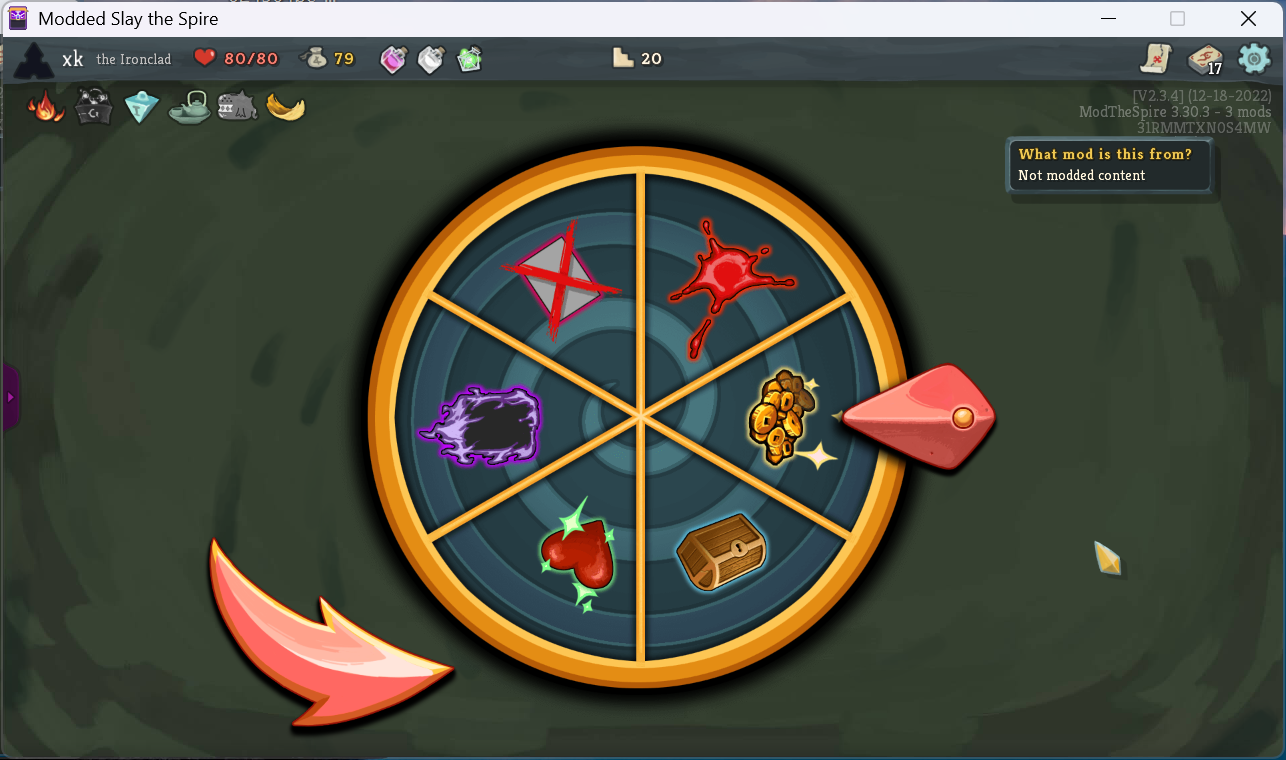 Modded Slay the Spire
xk the Ironclad 80/80 79 20 17
[V2.3.4] (12-18-2022)
ModTheSpire 3.30.3 - 3 mods
31RMMTXN0S4MW
What mod is this from?
Not modded content